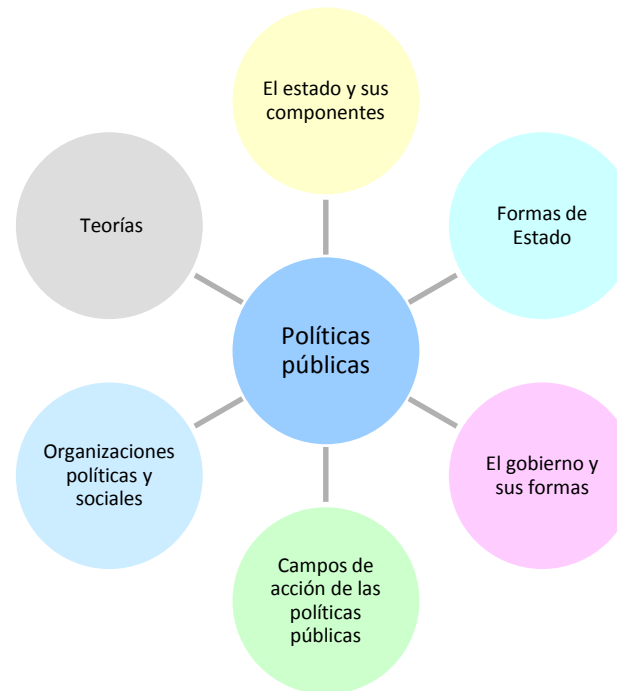 El estado y sus
componentes
Formas de
Estado
El gobierno y
sus formas
Campos de
acción de las
políticas
públicas
Organizaciones
políticas y
sociales
Teorías
Políticas
públicas